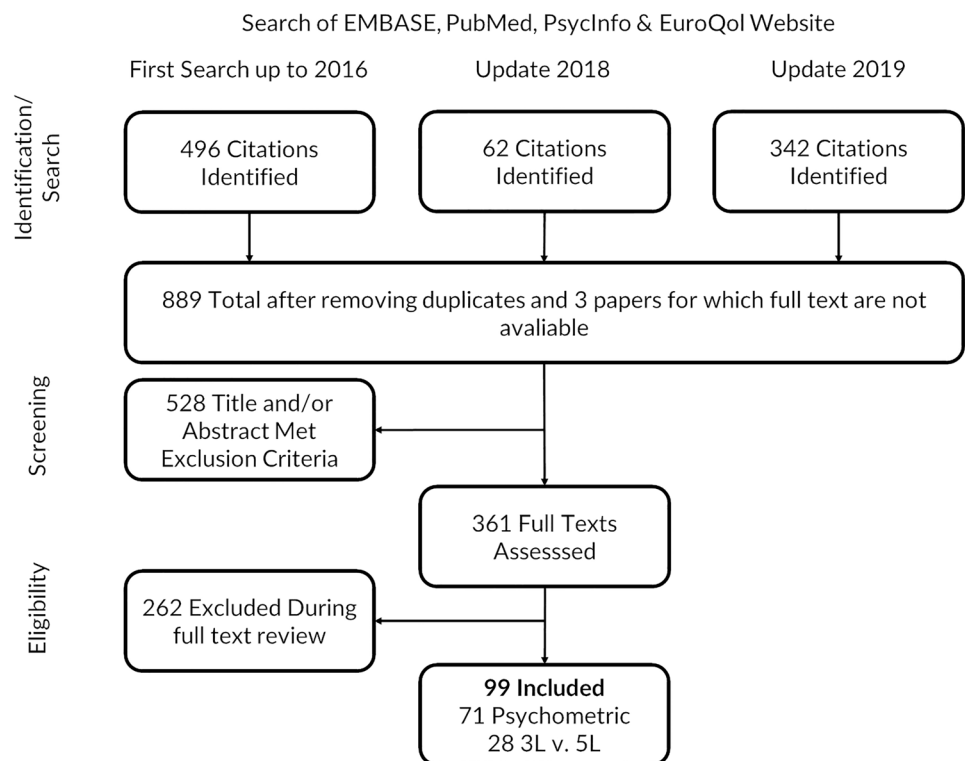 Search of EMBASE, PubMed, PsycInfo & EuroQol Website
First Search up to 2016
Update 2018
Update 2019
Identification/
Search
496 Citations
Identified
62 Citations
Identified
342 Citations
Identified
889 Total after removing duplicates and 3 papers for which full text are not
avaliable
Screening
528 Title and/or
Abstract Met
Exclusion Criteria
361 Full Texts
Assesssed
Eligibility
262 Excluded During
full text review
99 Included
71 Psychometric
28 3L v. 5L